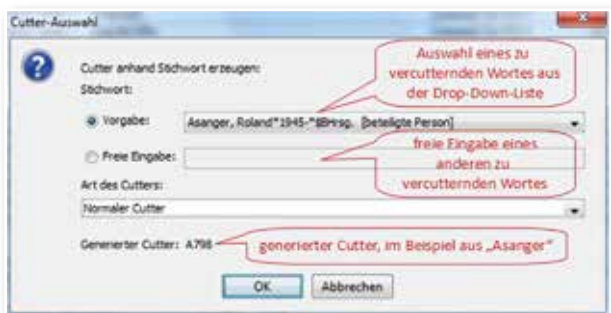 Cutter-Auswahl
Cutter anhand Stichwort erzeugen:
Stichwort:
Auswahl eines zu
vercutternden Wortes aus
der Drop-Down-Liste
Vorgabe:
Asanger, Roland*1945-*$BHrsg. [beteiligte Person]
Freie Eingabe:
freie Eingabe eines
anderen zu
vercutternden Wortes
Art des Cutters:
Normaler Cutter
Generierter Cutter: A798
generierter Cutter, im Beispiel aus „Asanger"
OK
Abbrechen